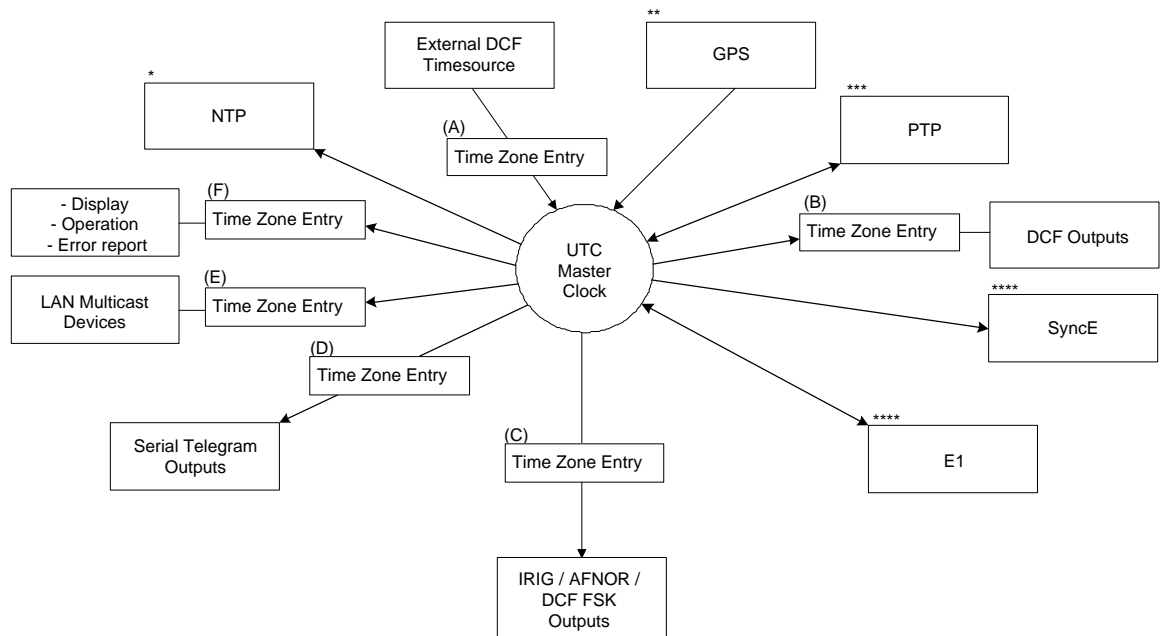 External DCF
Timesource
**
GPS
*
NTP
***
PTP
(A)
Time Zone Entry
(F)
Time Zone Entry
- Display
- Operation
- Error report
(B)
Time Zone Entry
DCF Outputs
UTC
Master
Clock
(E)
Time Zone Entry
LAN Multicast
Devices
****
SyncE
(D)
Time Zone Entry
Serial Telegram
Outputs
(C)
Time Zone Entry
****
E1
IRIG / AFNOR /
DCF FSK
Outputs